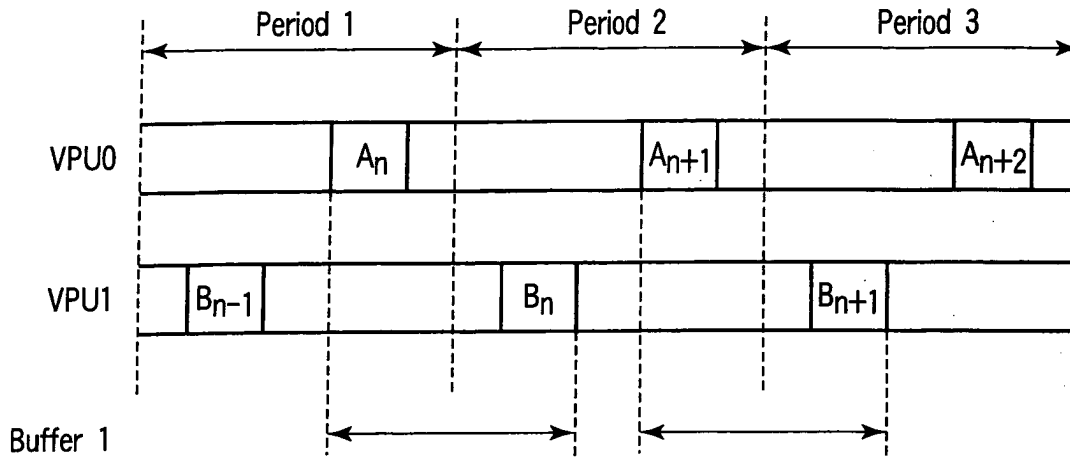 Period 1 Period 2 Period 3
VPU0 Aₙ Aₙ₊₁ Aₙ₊₂
VPU1 Bₙ₋₁ Bₙ Bₙ₊₁
Buffer 1